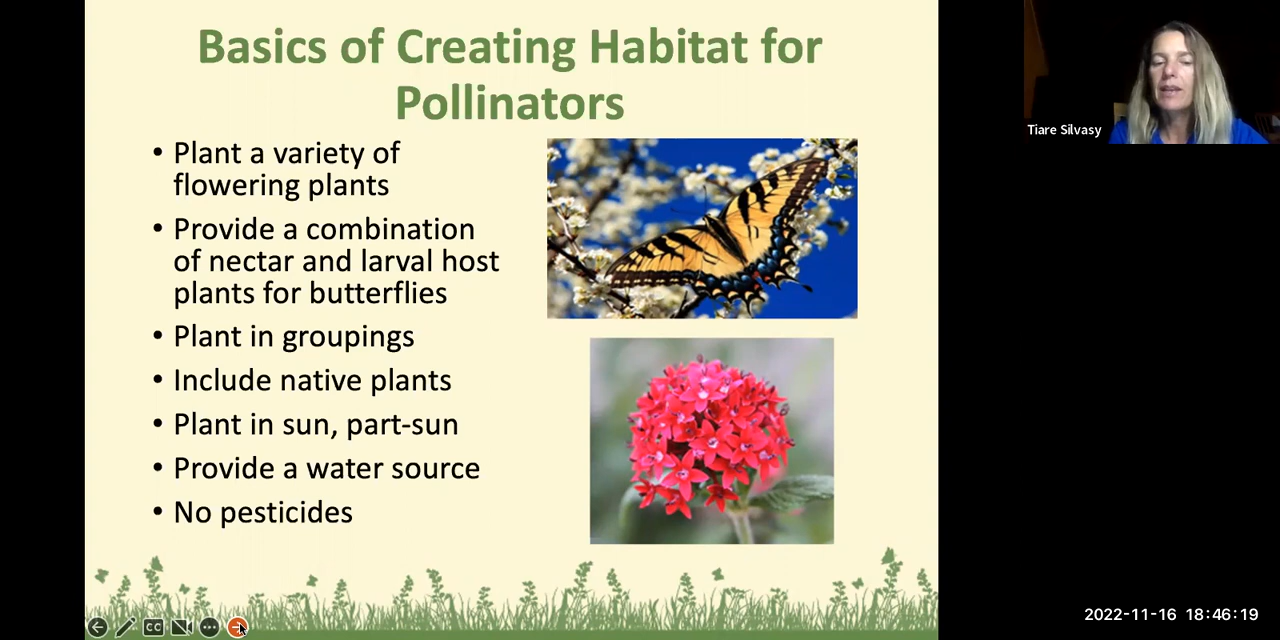 Basics of Creating Habitat for
Pollinators
• Plant a variety of
flowering plants
• Provide a combination
of nectar and larval host
plants for butterflies
• Plant in groupings
• Include native plants
• Plant in sun, part-sun
• Provide a water source
• No pesticides
CC
Tiare Silvasy
2022-11-16 18:46:19